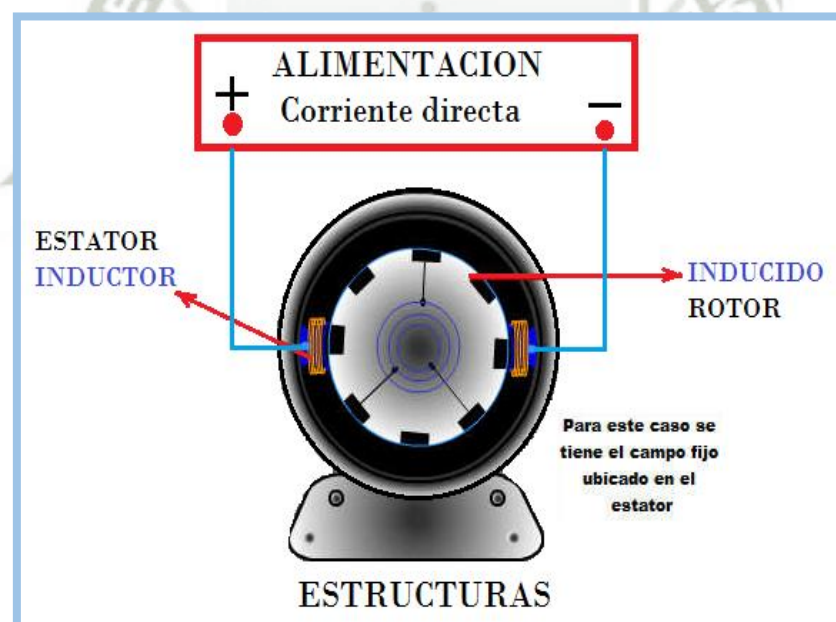 ALIMENTACION
+ −
Corriente directa
ESTATOR
INDUCTOR
INDUCIDO
ROTOR
Para este caso se
tiene el campo fijo
ubicado en el
estator
ESTRUCTURAS